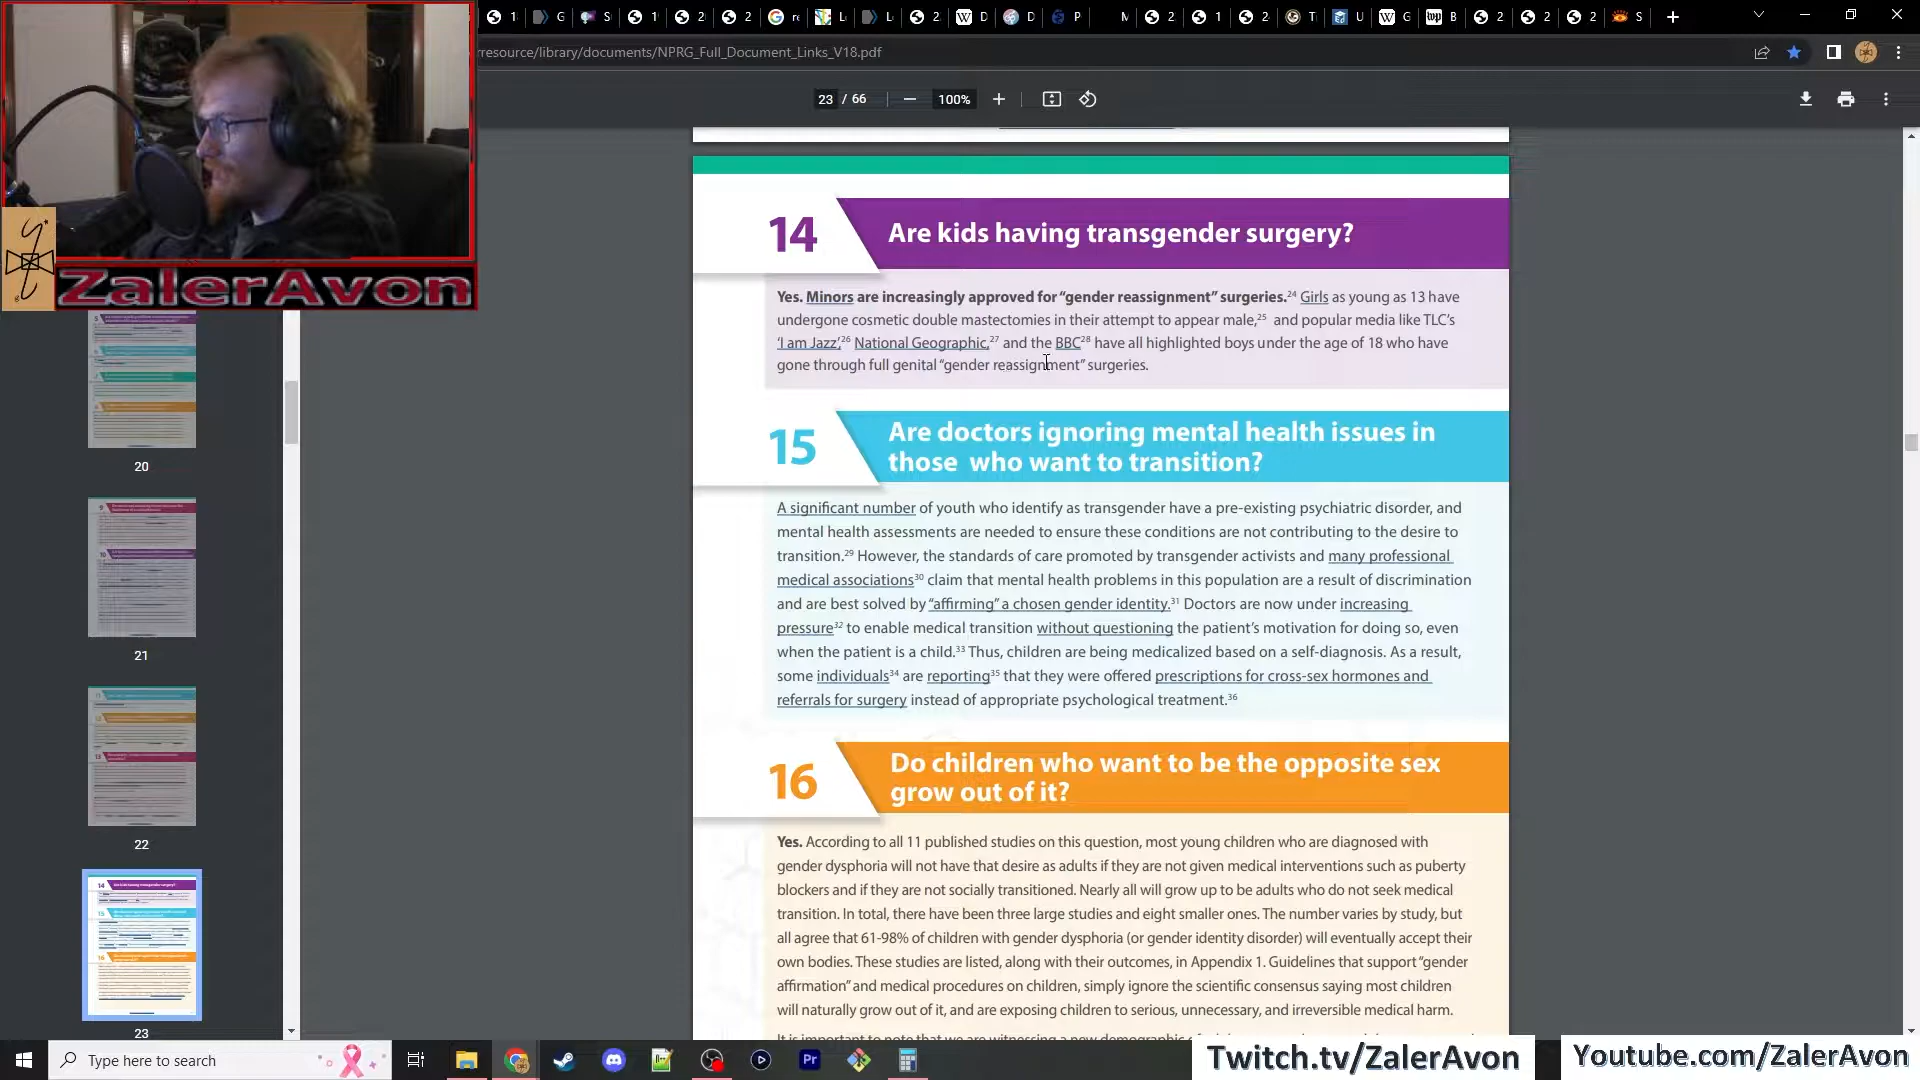 1 G S 1 2 2 re L L 2 W D D P M 2 1 2 T U W G wp B 2 2 2 S
resource/library/documents/NPRG_Full_Document_Links_V18.pdf
23 / 66 100%
ZalerAvon
14 Are kids having transgender surgery?
Yes. Minors are increasingly approved for “gender reassignment” surgeries.24 Girls as young as 13 have
undergone cosmetic double mastectomies in their attempt to appear male,25 and popular media like TLC’s
‘I am Jazz’,26 National Geographic,27 and the BBC28 have all highlighted boys under the age of 18 who have
gone through full genital “gender reassignment” surgeries.
15 Are doctors ignoring mental health issues in
those who want to transition?
A significant number of youth who identify as transgender have a pre-existing psychiatric disorder, and
mental health assessments are needed to ensure these conditions are not contributing to the desire to
transition.29 However, the standards of care promoted by transgender activists and many professional
medical associations30 claim that mental health problems in this population are a result of discrimination
and are best solved by “affirming” a chosen gender identity.31 Doctors are now under increasing
pressure32 to enable medical transition without questioning the patient’s motivation for doing so, even
when the patient is a child.33 Thus, children are being medicalized based on a self-diagnosis. As a result,
some individuals34 are reporting35 that they were offered prescriptions for cross-sex hormones and
referrals for surgery instead of appropriate psychological treatment.36
16 Do children who want to be the opposite sex
grow out of it?
Yes. According to all 11 published studies on this question, most young children who are diagnosed with
gender dysphoria will not have that desire as adults if they are not given medical interventions such as puberty
blockers and if they are not socially transitioned. Nearly all will grow up to be adults who do not seek medical
transition. In total, there have been three large studies and eight smaller ones. The number varies by study, but
all agree that 61-98% of children with gender dysphoria (or gender identity disorder) will eventually accept their
own bodies. These studies are listed, along with their outcomes, in Appendix 1. Guidelines that support “gender
affirmation” and medical procedures on children, simply ignore the scientific consensus saying most children
will naturally grow out of it, and are exposing children to serious, unnecessary, and irreversible medical harm.
20
21
22
23
Type here to search
Twitch.tv/ZalerAvon
Youtube.com/ZalerAvon